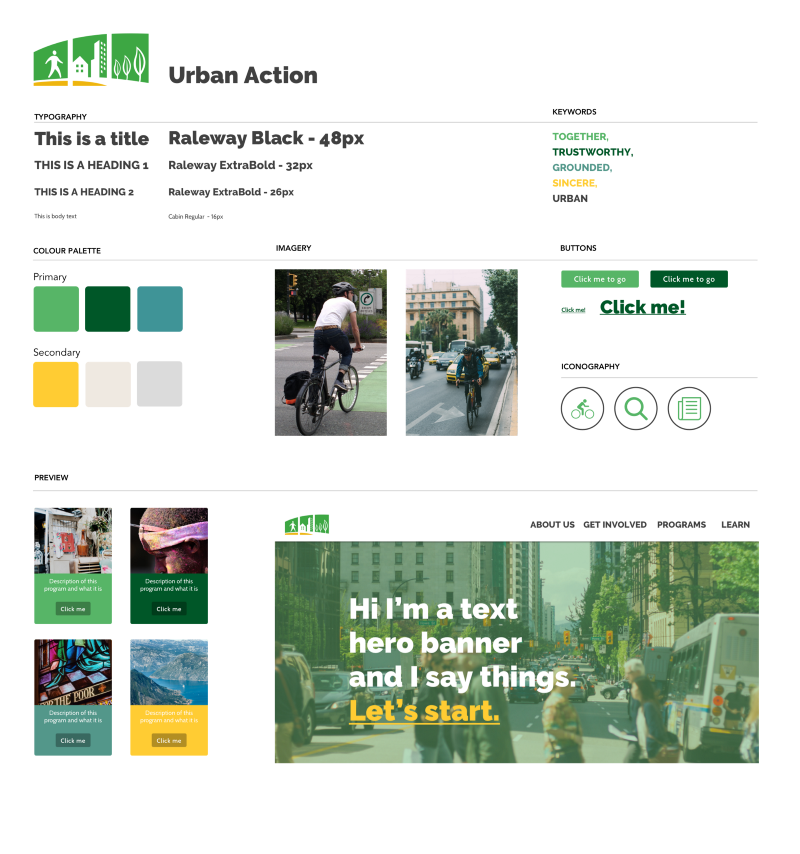 Urban Action
TYPOGRAPHY
This is a title
Raleway Black - 48px
THIS IS A HEADING 1
Raleway ExtraBold - 32px
THIS IS A HEADING 2
Raleway ExtraBold - 26px
This is body text
Cabin Regular - 16px
KEYWORDS
TOGETHER,
TRUSTWORTHY,
GROUNDED,
SINCERE,
URBAN
COLOUR PALETTE
Primary
Secondary
IMAGERY
BUTTONS
Click me to go
Click me to go
Click me!
Click me!
ICONOGRAPHY
PREVIEW
Description of this
program and what it is
Click me
Description of this
program and what it is
Click me
THE POOR
Description of this
program and what it is
Click me
Description of this
program and what it is
Click me
ABOUT US
GET INVOLVED
PROGRAMS
LEARN
Hi I'm a text
hero banner
and I say things.
Let's start.